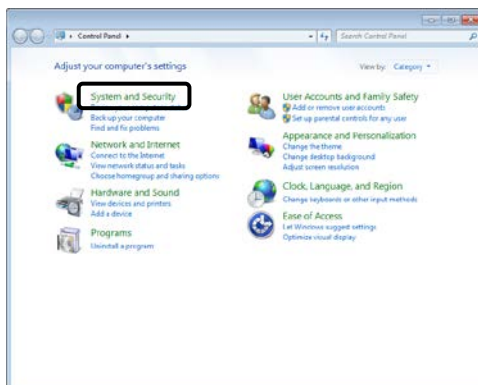 Control Panel
Search Control Panel
Adjust your computer's settings
View by: Category
System and Security
Back up your computer
Find and fix problems
Network and Internet
Connect to the Internet
View network status and tasks
Choose homegroup and sharing options
Hardware and Sound
View devices and printers
Add a device
Programs
Uninstall a program
User Accounts and Family Safety
Add or remove user accounts
Set up parental controls for any user
Appearance and Personalization
Change the theme
Change desktop background
Adjust screen resolution
Clock, Language, and Region
Change keyboards or other input methods
Ease of Access
Let Windows suggest settings
Optimize visual display